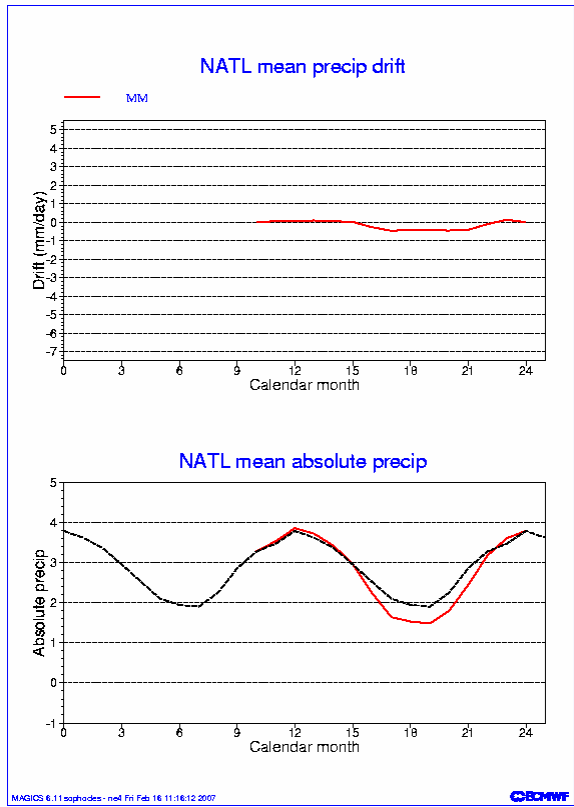 NATL mean precip drift
MM
5
4
3
2
1
0
-1
-2
-3
-4
-5
-6
-7
Drift (mm/day)
0 3 6 9 12 15 18 21 24
Calendar month
NATL mean absolute precip
5
4
3
2
1
0
-1
Absolute precip
0 3 6 9 12 15 18 21 24
Calendar month
MAGICS 6.11 sophocles - ne4 Fri Feb 16 11:16:12 2007
ECMWF